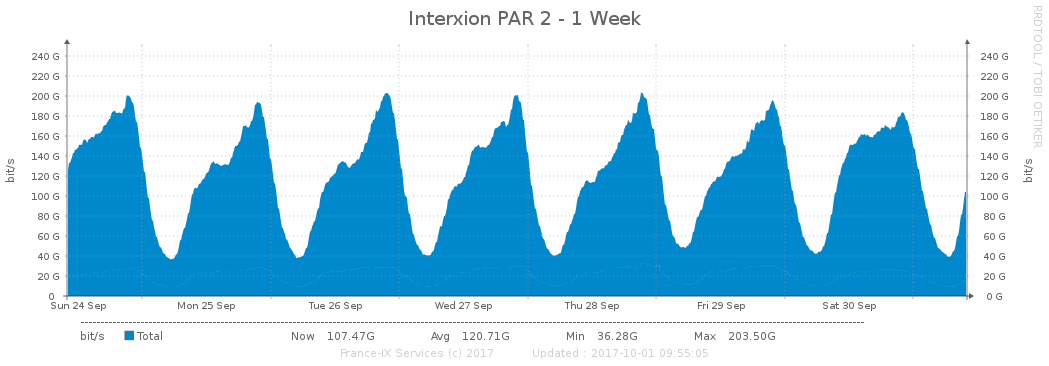 Interxion PAR 2 - 1 Week
RRDTOOL / TOBI OETIKER
240 G 240 G
220 G 220 G
200 G 200 G
180 G 180 G
160 G 160 G
140 G 140 G
120 G 120 G
100 G 100 G
80 G 80 G
60 G 60 G
40 G 40 G
20 G 20 G
0 0 G
bit/s
bit/s
Sun 24 Sep Mon 25 Sep Tue 26 Sep Wed 27 Sep Thu 28 Sep Fri 29 Sep Sat 30 Sep
bit/s Total Now 107.47G Avg 120.71G Min 36.28G Max 203.50G
France-IX Services (c) 2017 Updated : 2017-10-01 09:55:05